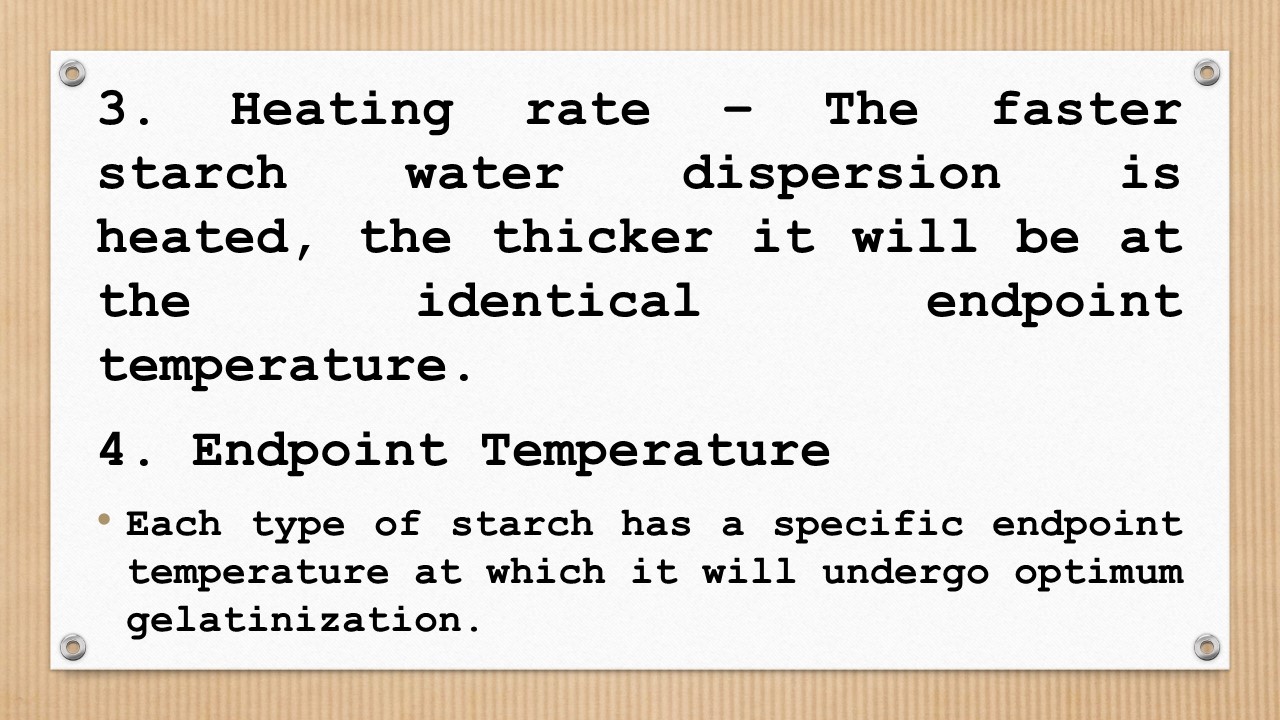 3. Heating rate – The faster
starch water dispersion is
heated, the thicker it will be at
the identical endpoint
temperature.
4. Endpoint Temperature
• Each type of starch has a specific endpoint
temperature at which it will undergo optimum
gelatinization.